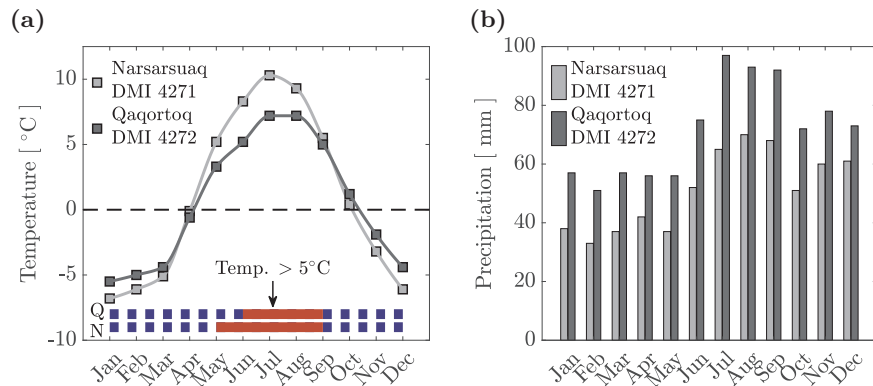 (a)
Temperature [ °C ]
10
5
0
-5
-10
Narsarsuaq
DMI 4271
Qaqortoq
DMI 4272
Temp. > 5°C
Q
N
Jan Feb Mar Apr May Jun Jul Aug Sep Oct Nov Dec
(b)
Precipitation [ mm ]
100
80
60
40
20
0
Narsarsuaq
DMI 4271
Qaqortoq
DMI 4272
Jan Feb Mar Apr May Jun Jul Aug Sep Oct Nov Dec